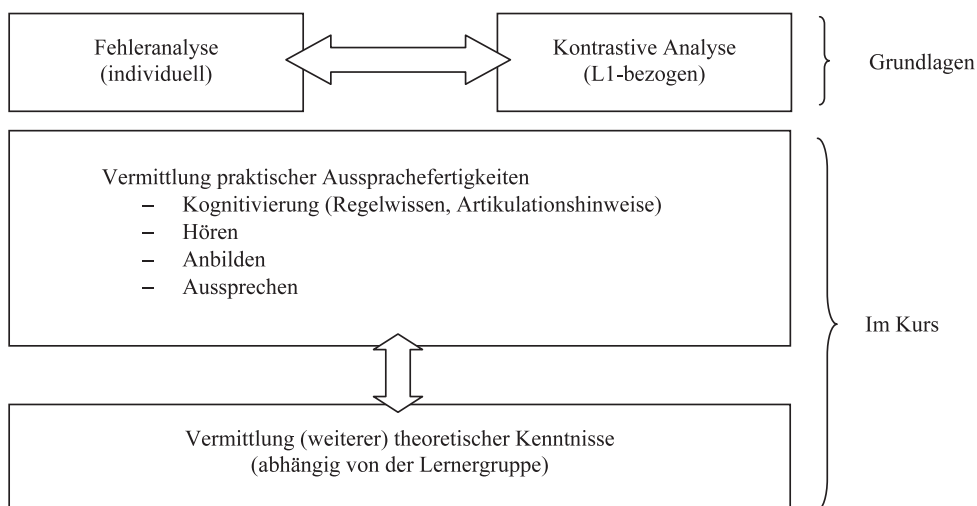 Fehleranalyse
(individuell)
Kontrastive Analyse
(L1-bezogen)
Grundlagen
Vermittlung praktischer Aussprachefertigkeiten
– Kognitivierung (Regelwissen, Artikulationshinweise)
– Hören
– Anbilden
– Aussprechen
Im Kurs
Vermittlung (weiterer) theoretischer Kenntnisse
(abhängig von der Lernergruppe)